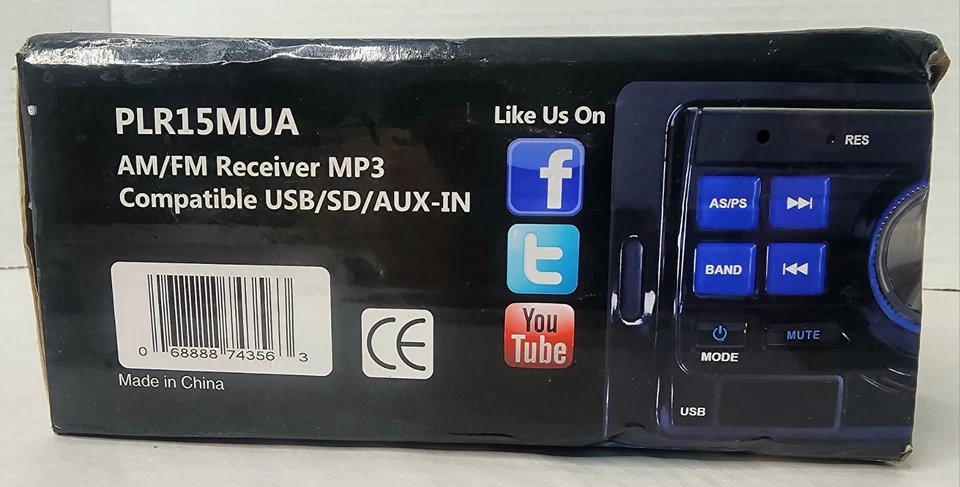 PLR15MUA
AM/FM Receiver MP3
Compatible USB/SD/AUX-IN
0 68888 74356 3
Made in China
CE
Like Us On
f
t
You
Tube
RES
AS/PS
BAND
MODE
MUTE
USB